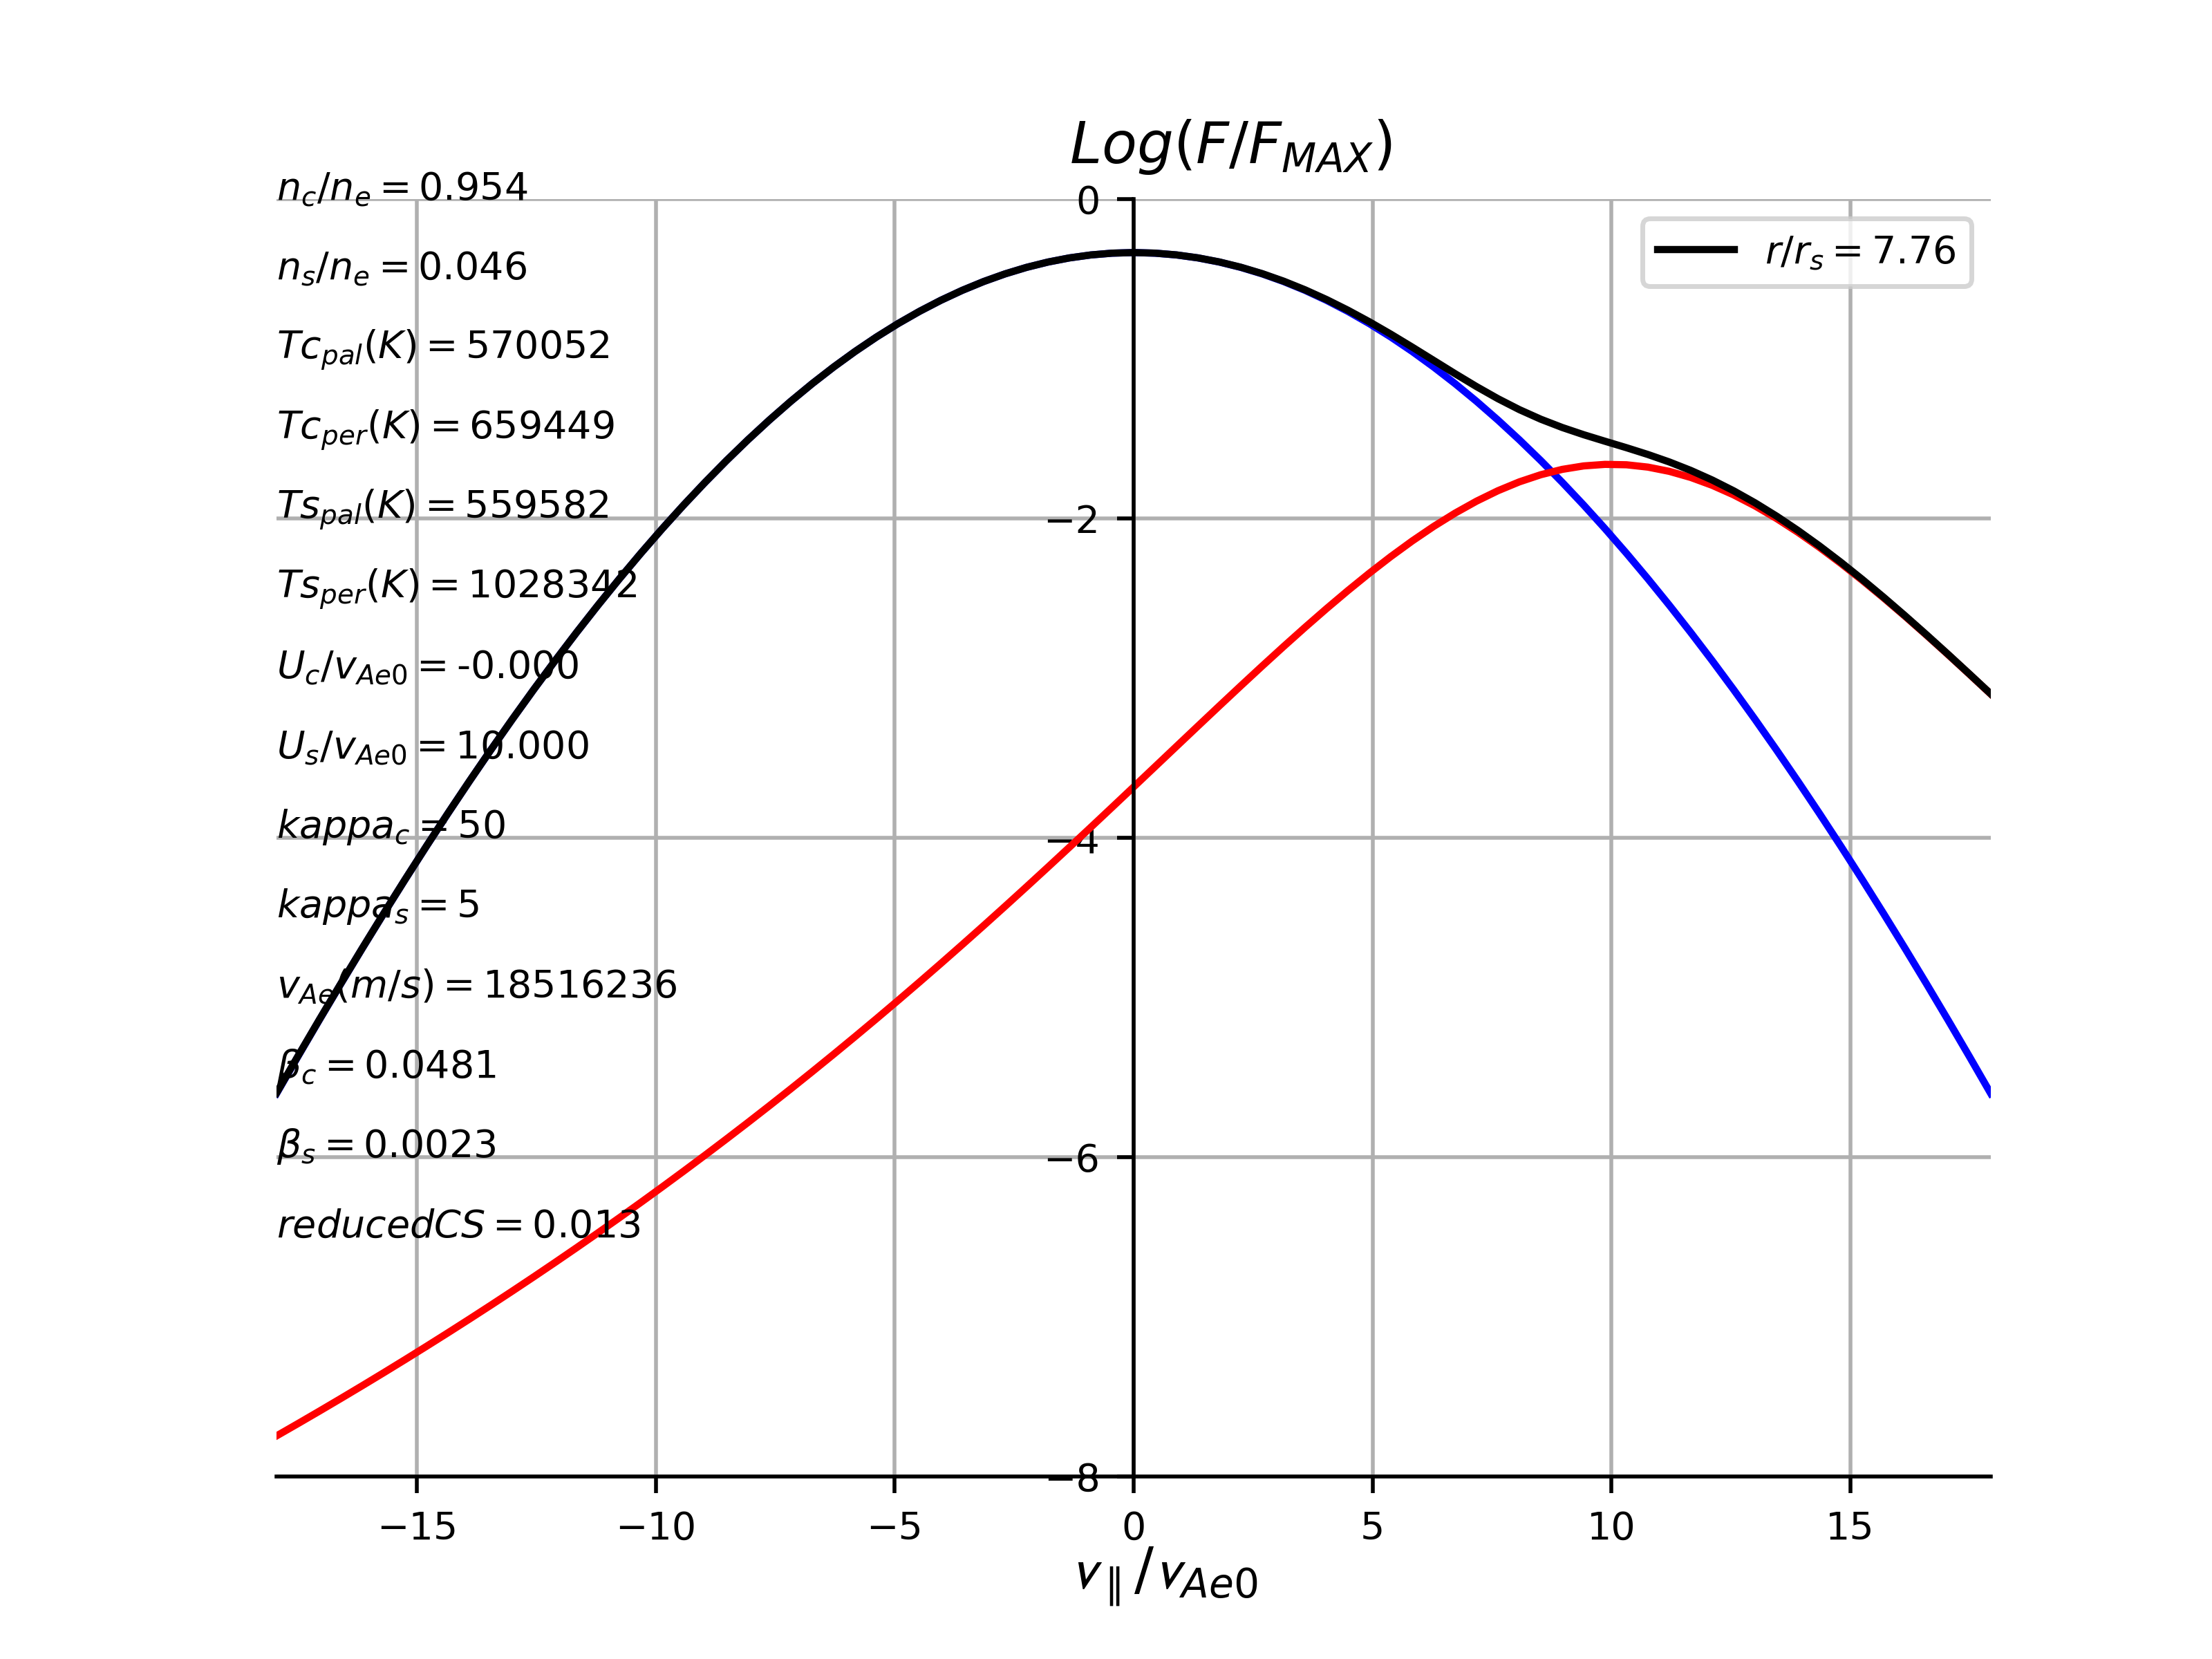 Log(F/F_MAX)
n_c/n_e = 0.954
0
r/r_s = 7.76
n_s/n_e = 0.046
Tc_pal(K) = 570052
Tc_per(K) = 659449
Ts_pal(K) = 559582
−2
Ts_per(K) = 1028342
U_c/v_Ae0 = -0.000
U_s/v_Ae0 = 10.000
kappa_c = 50
−4
kappa_s = 5
v_Ae(m/s) = 18516236
β_c = 0.0481
β_s = 0.0023
−6
reducedCS = 0.013
−8
−15 −10 −5 0 5 10 15
v_∥/v_Ae0